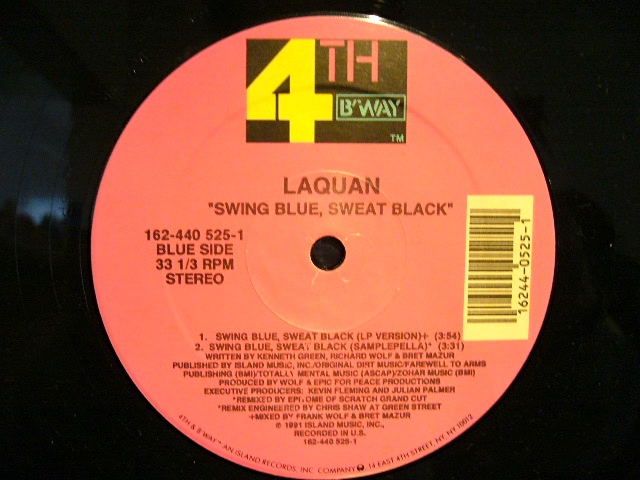 4TH
B'WAY
TM
LAQUAN
"SWING BLUE, SWEAT BLACK"
162-440 525-1
BLUE SIDE
33 1/3 RPM
STEREO
16244-0525-1
1. SWING BLUE, SWEAT BLACK (LP VERSION)+ (3:54)
2. SWING BLUE, SWEAT BLACK (SAMPLEPELLA)* (3:31)
WRITTEN BY KENNETH GREEN, RICHARD WOLF & BRET MAZUR
PUBLISHED BY ISLAND MUSIC, INC./ORIGINAL DIRT MUSIC/FAREWELL TO ARMS
PUBLISHING (BMI)/TOTALLY MENTAL MUSIC (ASCAP)/ZOHAR MUSIC (BMI)
PRODUCED BY WOLF & EPIC FOR PEACE PRODUCTIONS
EXECUTIVE PRODUCERS: KEVIN FLEMING AND JULIAN PALMER
*REMIXED BY EPITOME OF SCRATCH GRAND CUT
*REMIX ENGINEERED BY CHRIS SHAW AT GREEN STREET
+MIXED BY FRANK WOLF & BRET MAZUR
℗ 1991 ISLAND MUSIC, INC.,
RECORDED IN U.S.
162-440 525-1
4TH & B'WAY™ AN ISLAND RECORDS, INC. COMPANY, 14 EAST 4TH STREET, NY, NY 10012